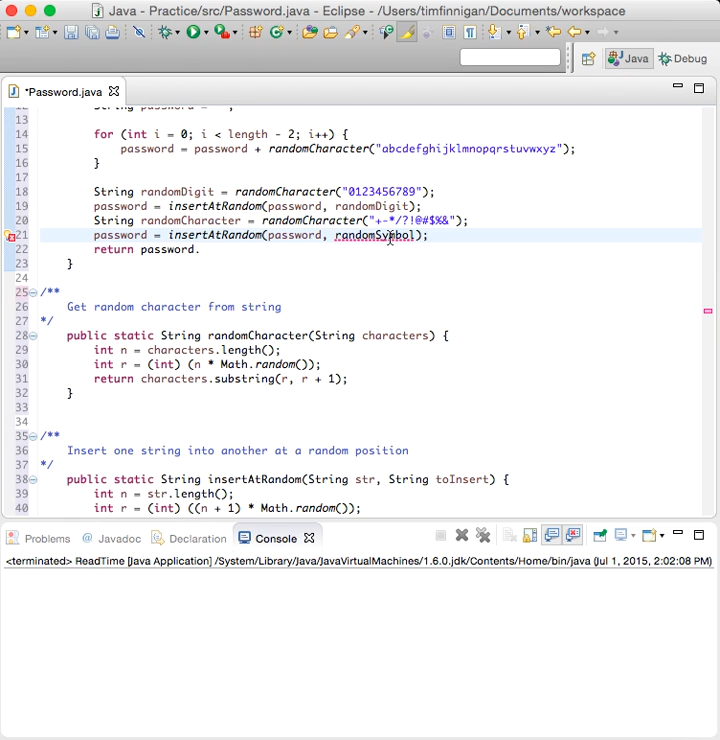 Java - Practice/src/Password.java - Eclipse - /Users/timfinnigan/Documents/workspace
Java Debug
*Password.java
13
14 for (int i = 0; i < length - 2; i++) {
15 password = password + randomCharacter("abcdefghijklmnopqrstuvwxyz");
16 }
17
18 String randomDigit = randomCharacter("0123456789");
19 password = insertAtRandom(password, randomDigit);
20 String randomCharacter = randomCharacter("+-*/?!@#$%&");
21 password = insertAtRandom(password, randomSymbol);
22 return password.
23 }
24
25 /**
26 Get random character from string
27 */
28 public static String randomCharacter(String characters) {
29 int n = characters.length();
30 int r = (int) (n * Math.random());
31 return characters.substring(r, r + 1);
32 }
33
34
35 /**
36 Insert one string into another at a random position
37 */
38 public static String insertAtRandom(String str, String toInsert) {
39 int n = str.length();
40 int r = (int) ((n + 1) * Math.random());
Problems @ Javadoc Declaration Console
<terminated> ReadTime [Java Application] /System/Library/Java/JavaVirtualMachines/1.6.0.jdk/Contents/Home/bin/java (Jul 1, 2015, 2:02:08 PM)